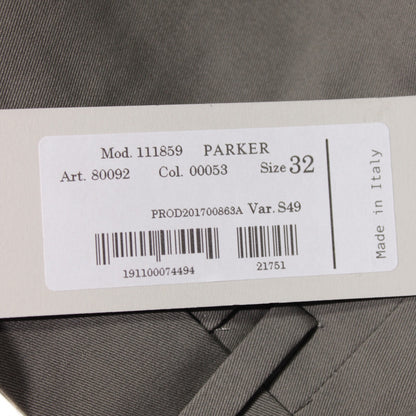 Mod. 111859 PARKER
Art. 80092 Col. 00053 Size 32
PROD201700863A Var. S49
191100074494 21751
Made in Italy